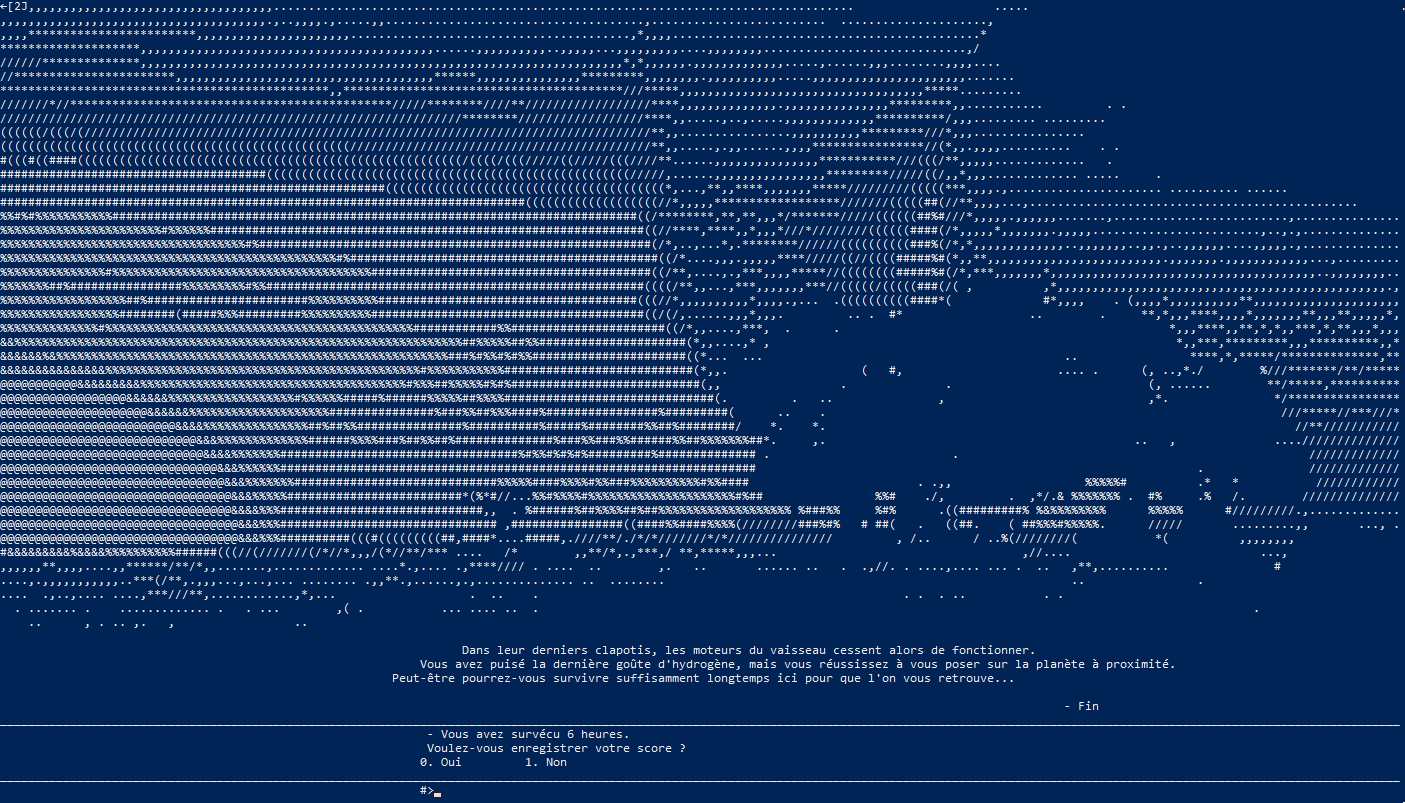 ←[2J
Dans leur derniers clapotis, les moteurs du vaisseau cessent alors de fonctionner.
Vous avez puisé la dernière goûte d'hydrogène, mais vous réussissez à vous poser sur la planète à proximité.
Peut-être pourrez-vous survivre suffisamment longtemps ici pour que l'on vous retrouve...
- Fin
- Vous avez survécu 6 heures.
Voulez-vous enregistrer votre score ?
0. Oui 1. Non
#>